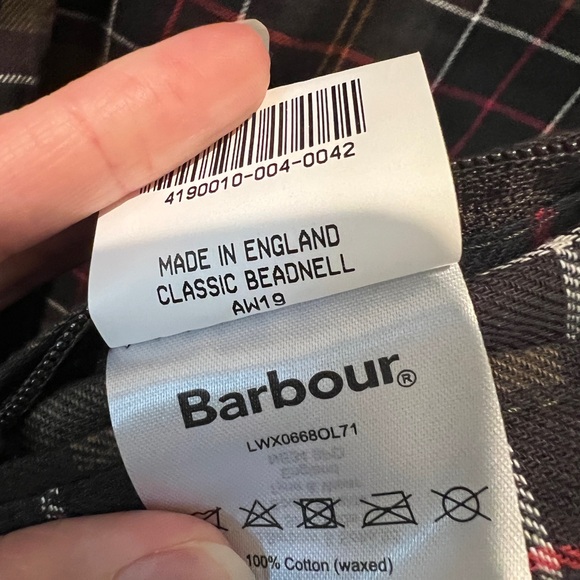 4190010-004-0042
MADE IN ENGLAND
CLASSIC BEADNELL
AW19
Barbour®
LWX0668OL71
100% Cotton (waxed)